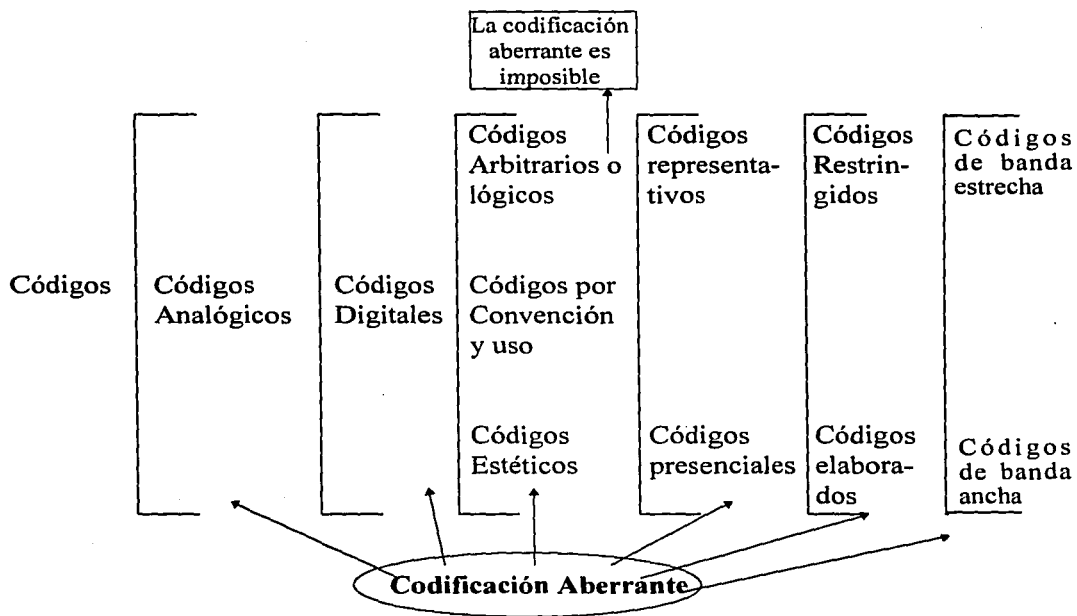 La codificación
aberrante es
imposible
Códigos
Arbitrarios o
lógicos
Códigos
representa-
tivos
Códigos
Restrin-
gidos
Códigos
de banda
estrecha
Códigos
Códigos
Analógicos
Códigos
Digitales
Códigos por
Convención
y uso
Códigos
Estéticos
Códigos
presenciales
Códigos
elabora-
dos
Códigos
de banda
ancha
Codificación Aberrante